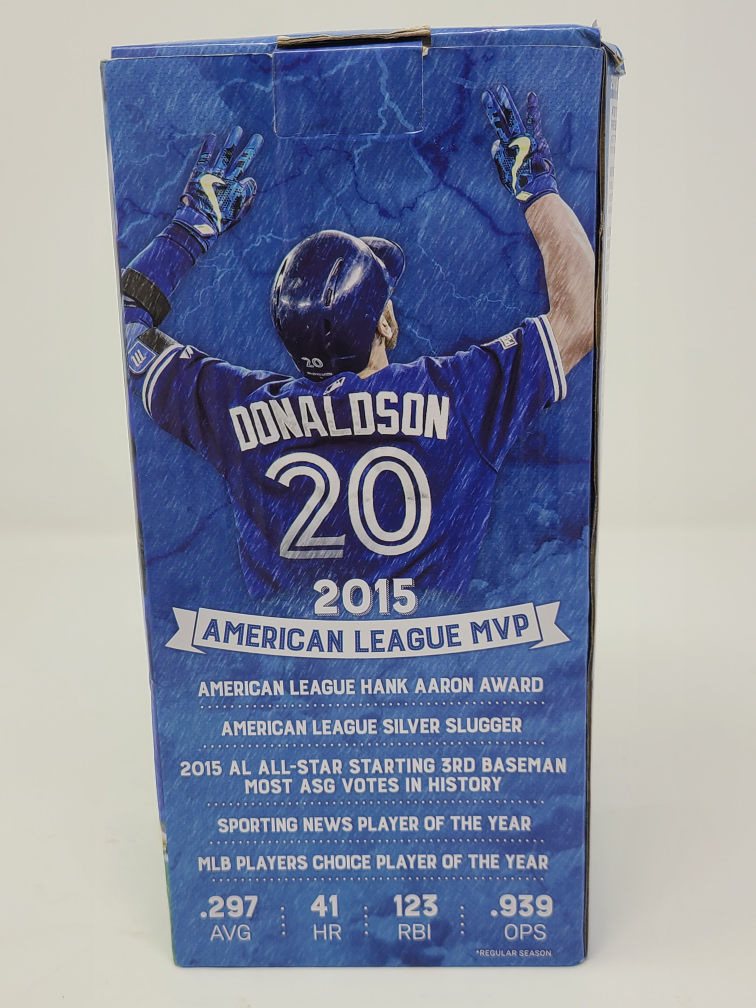 20
DONALDSON
20
2015
AMERICAN LEAGUE MVP
AMERICAN LEAGUE HANK AARON AWARD
AMERICAN LEAGUE SILVER SLUGGER
2015 AL ALL-STAR STARTING 3RD BASEMAN
MOST ASG VOTES IN HISTORY
SPORTING NEWS PLAYER OF THE YEAR
MLB PLAYERS CHOICE PLAYER OF THE YEAR
.297 41 123 .939
AVG HR RBI OPS
*REGULAR SEASON